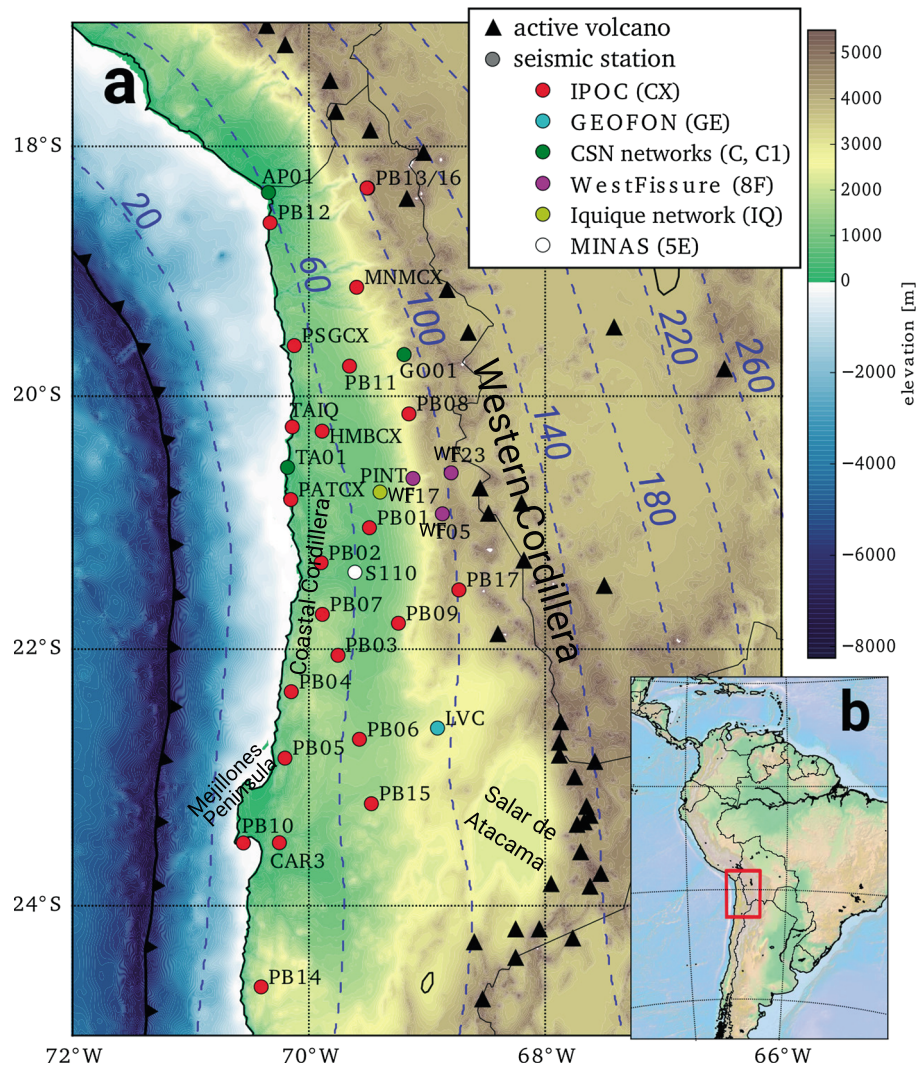 active volcano
seismic station
IPOC (CX)
GEOFON (GE)
CSN networks (C, C1)
WestFissure (8F)
Iquique network (IQ)
MINAS (5E)
a
18°S
20°S
22°S
24°S
72°W
70°W
68°W
66°W
20
60
100
140
180
220
260
AP01
PB13/16
PB12
MNMCX
PSGCX
PB11
GO01
PB08
TAIQ
HMBCX
TA01
WF23
PINT
PATCX
WF17
PB01
WF05
PB02
S110
PB17
PB07
PB09
PB03
PB04
LVC
PB06
PB05
PB15
PB10
CAR3
PB14
Western Cordillera
Coastal Cordillera
Mejillones
Peninsula
Salar de
Atacama
b
5000
4000
3000
2000
1000
0
−2000
−4000
−6000
−8000
elevation [m]